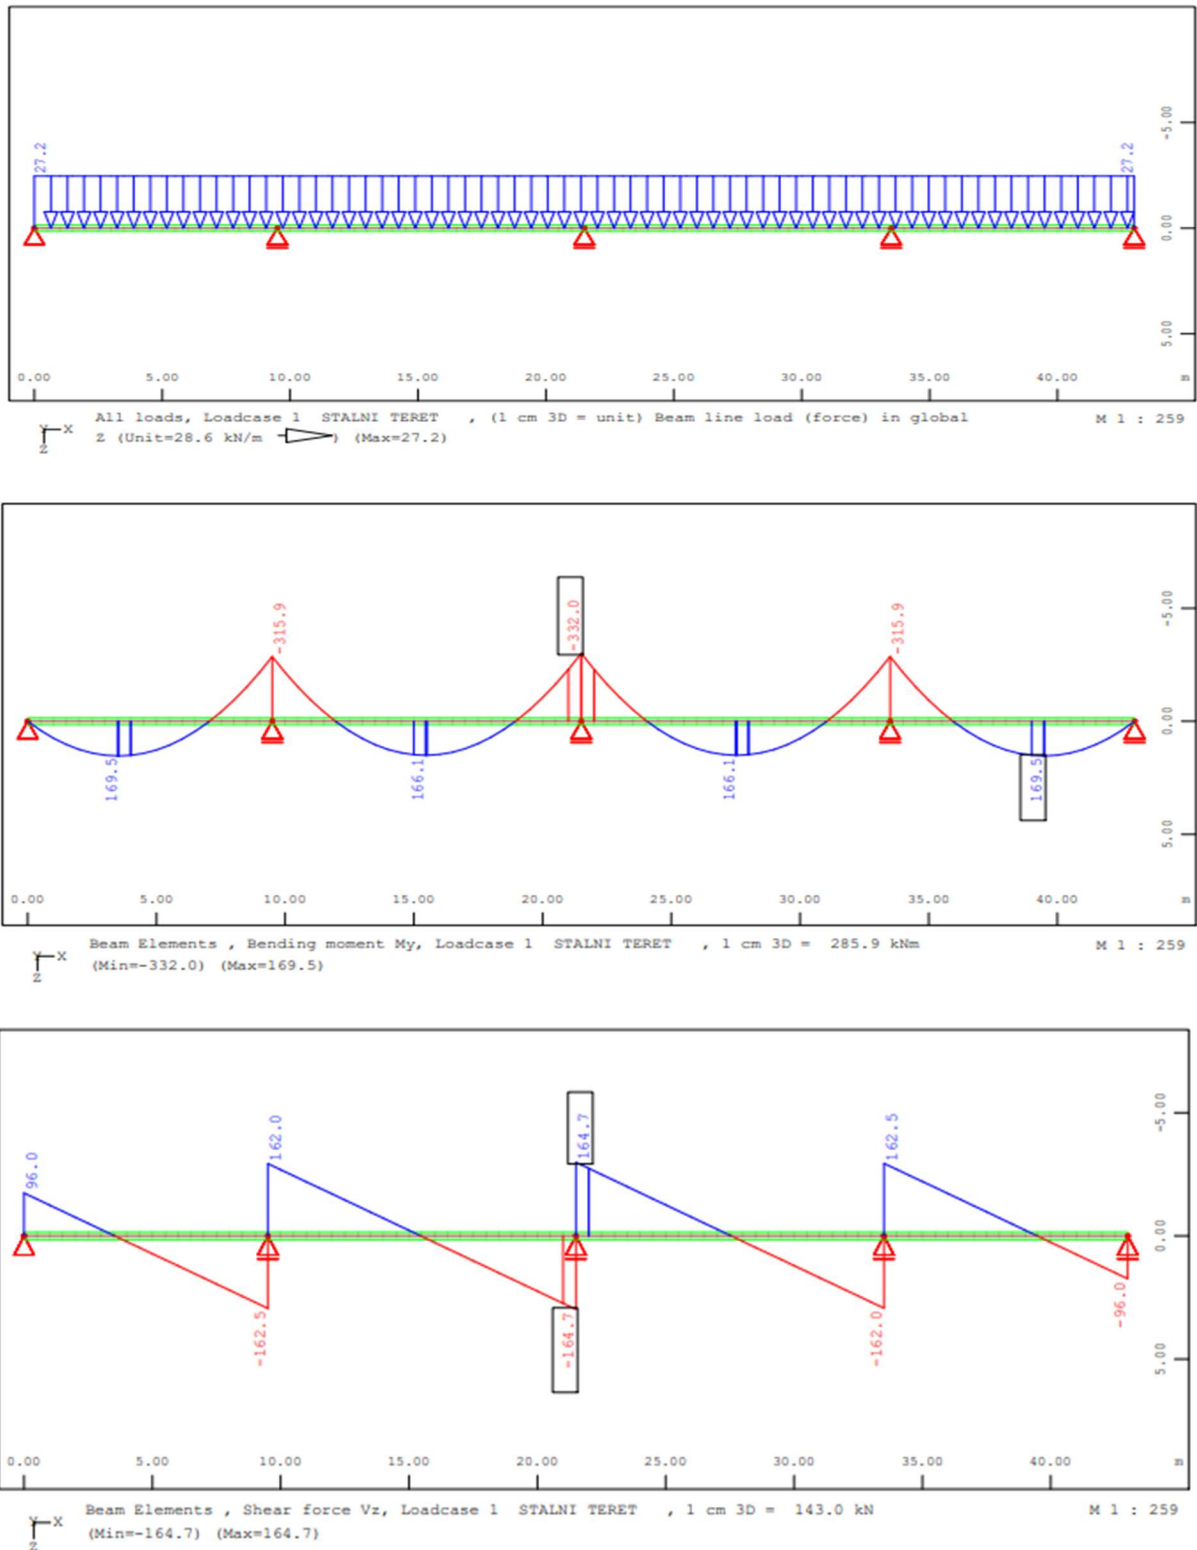 -5.00
27.2
27.2
0.00
5.00
0.00 5.00 10.00 15.00 20.00 25.00 30.00 35.00 40.00 m
All loads, Loadcase 1 STALNI TERET , (1 cm 3D = unit) Beam line load (force) in global M 1 : 259
Z (Unit=28.6 kN/m ) (Max=27.2)
Y X
Z
-5.00
-315.9
-332.0
-315.9
0.00
169.5
166.1
166.1
169.5
5.00
0.00 5.00 10.00 15.00 20.00 25.00 30.00 35.00 40.00 m
Beam Elements , Bending moment My, Loadcase 1 STALNI TERET , 1 cm 3D = 285.9 kNm M 1 : 259
(Min=-332.0) (Max=169.5)
Y X
Z
-5.00
96.0
162.0
164.7
162.5
0.00
-162.5
-164.7
-162.0
-96.0
5.00
0.00 5.00 10.00 15.00 20.00 25.00 30.00 35.00 40.00 m
Beam Elements , Shear force Vz, Loadcase 1 STALNI TERET , 1 cm 3D = 143.0 kN M 1 : 259
(Min=-164.7) (Max=164.7)
Y X
Z